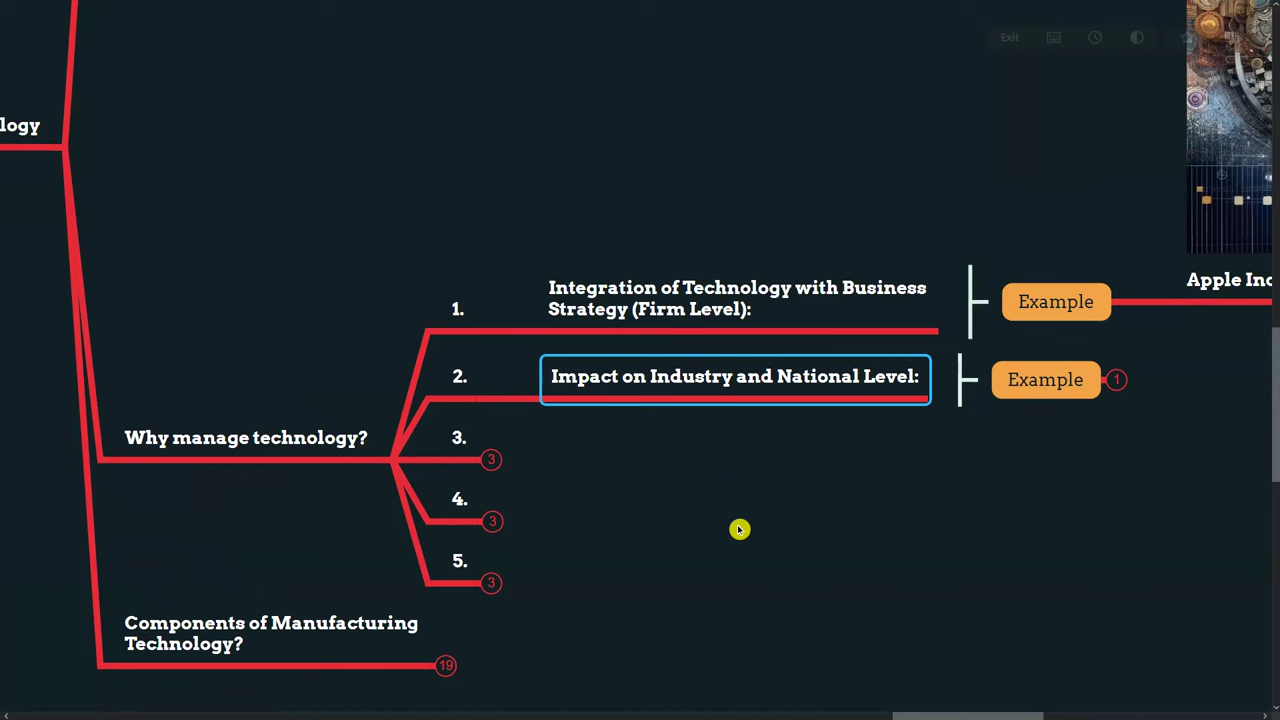 Exit
logy
Integration of Technology with Business
1. Strategy (Firm Level):
Example
Apple Inc
2. Impact on Industry and National Level:
Example
1
Why manage technology?
3.
3
4.
3
5.
3
Components of Manufacturing
Technology?
19